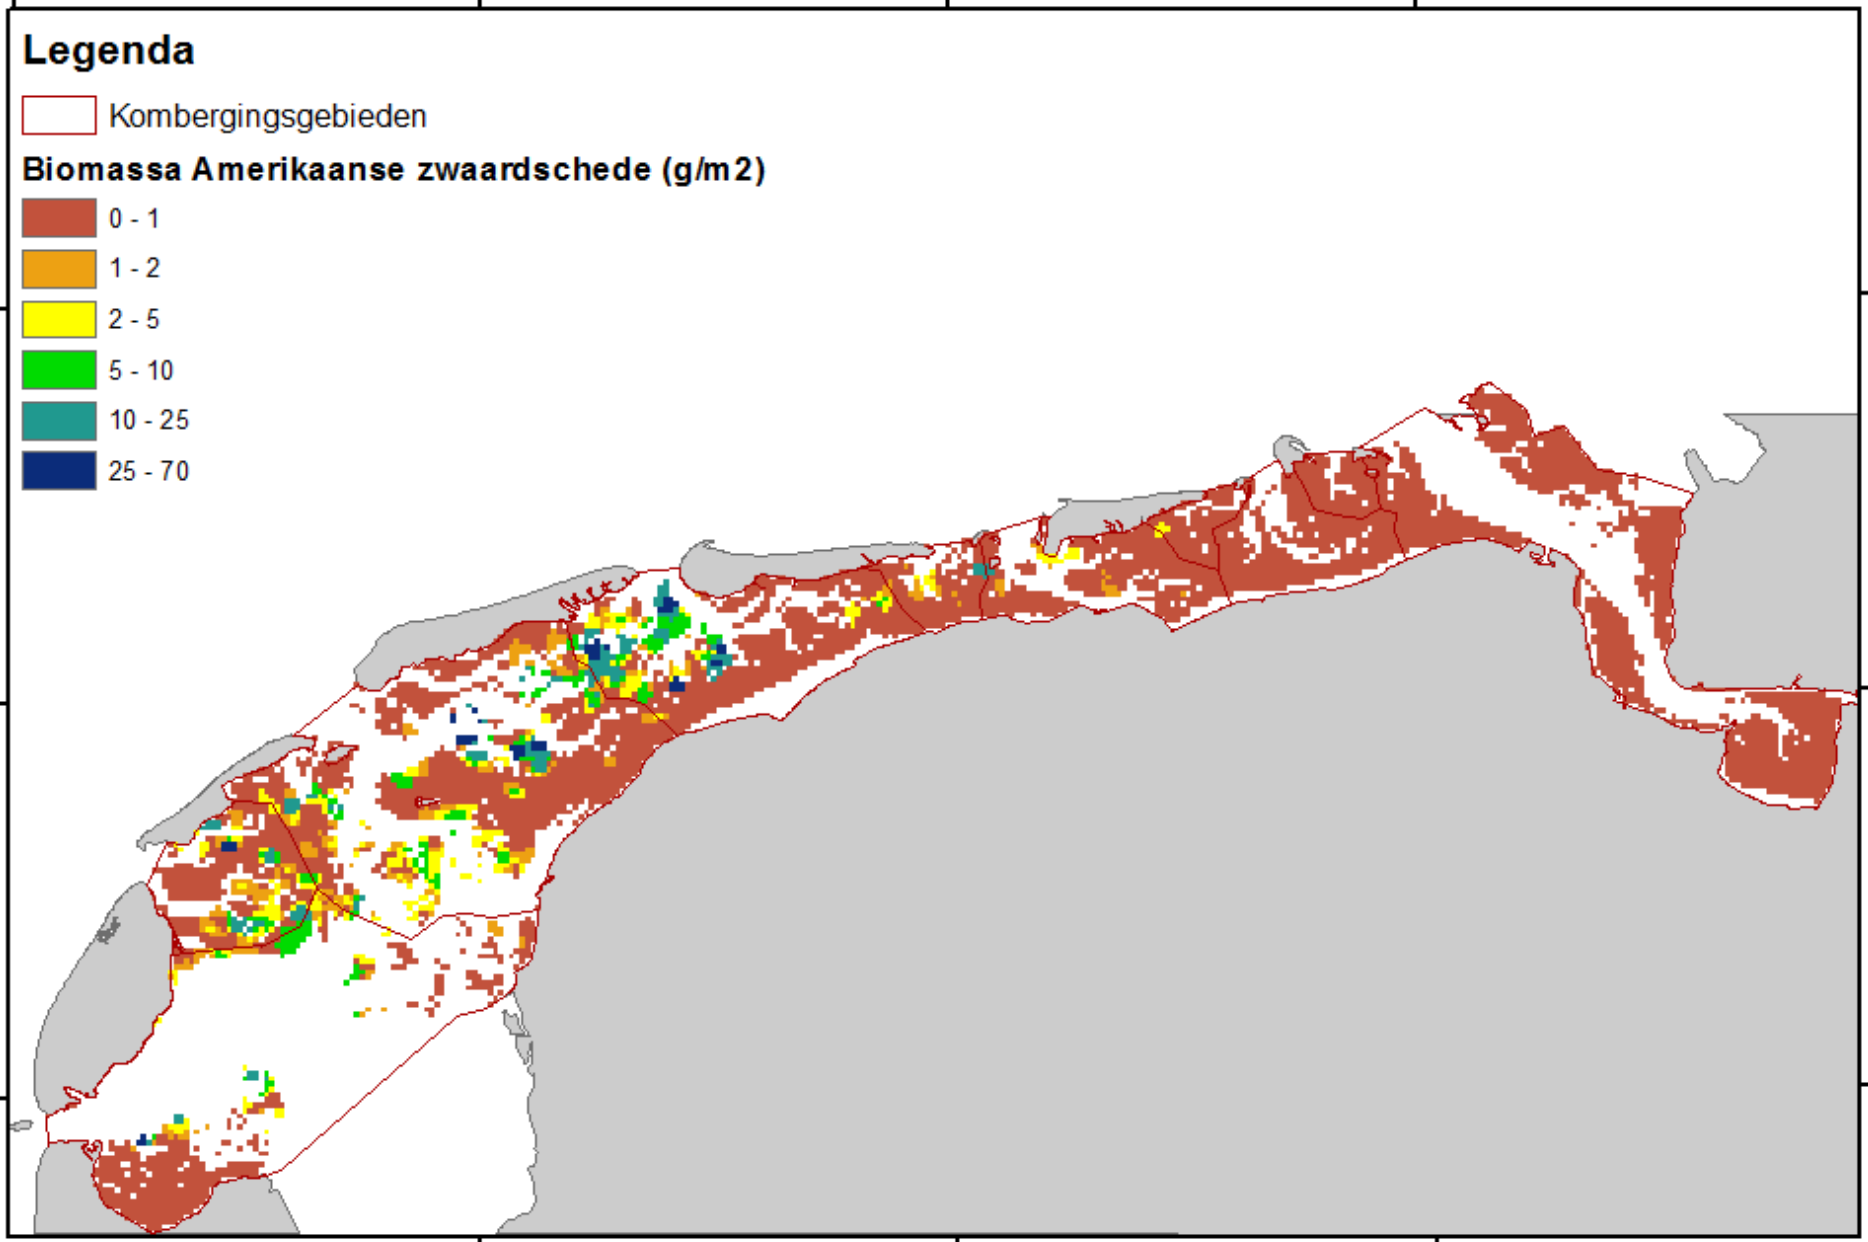 Legenda
Kombergingsgebieden
Biomassa Amerikaanse zwaardschede (g/m2)
0 - 1
1 - 2
2 - 5
5 - 10
10 - 25
25 - 70